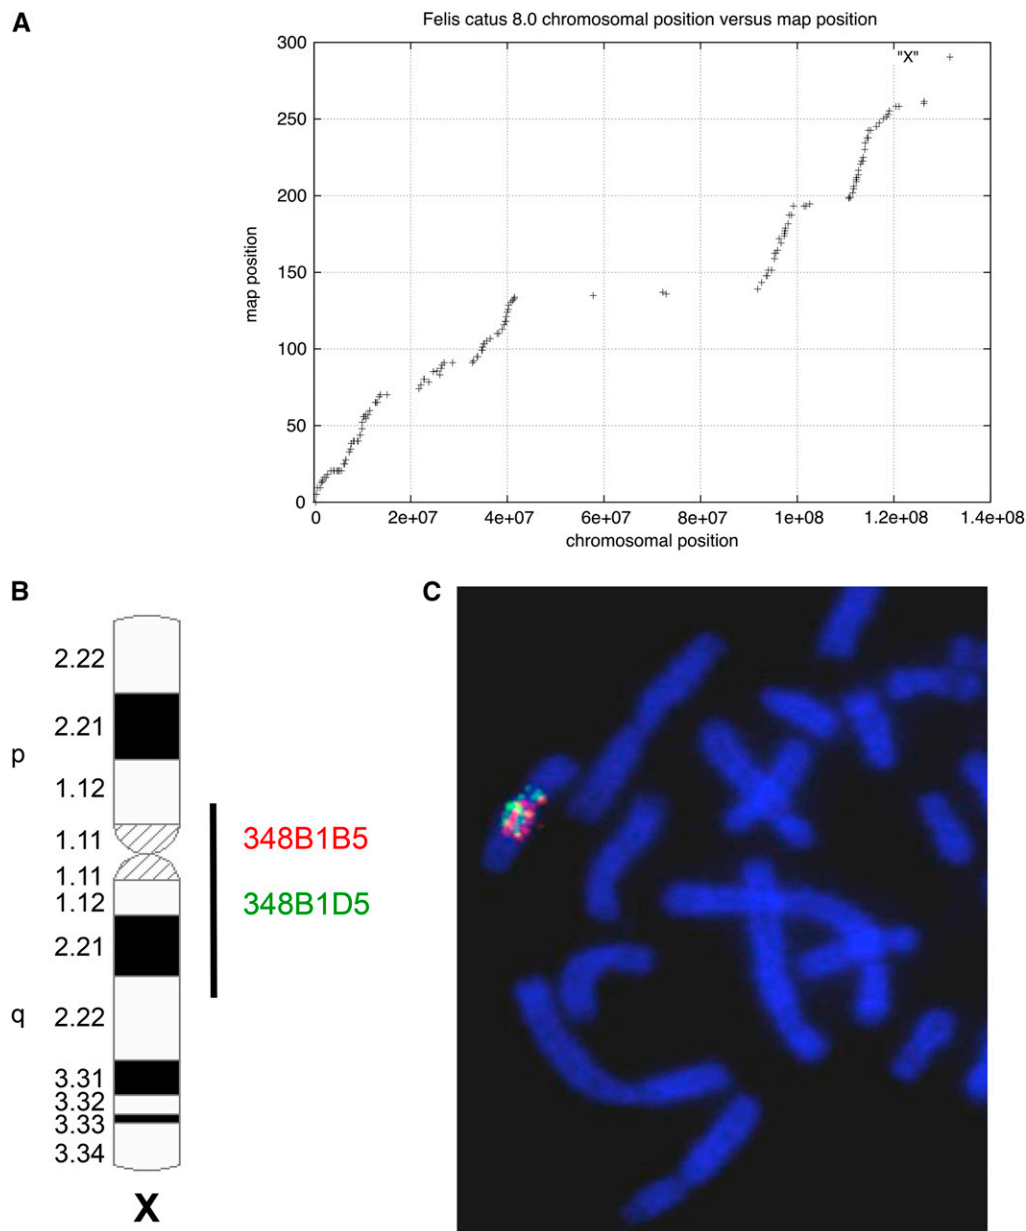 A
Felis catus 8.0 chromosomal position versus map position
300
"X"
250
200
150
100
50
0
map position
0 2e+07 4e+07 6e+07 8e+07 1e+08 1.2e+08 1.4e+08
chromosomal position
B
2.22
2.21
p
1.12
1.11
348B1B5
1.11
1.12
348B1D5
2.21
q
2.22
3.31
3.32
3.33
3.34
X
C